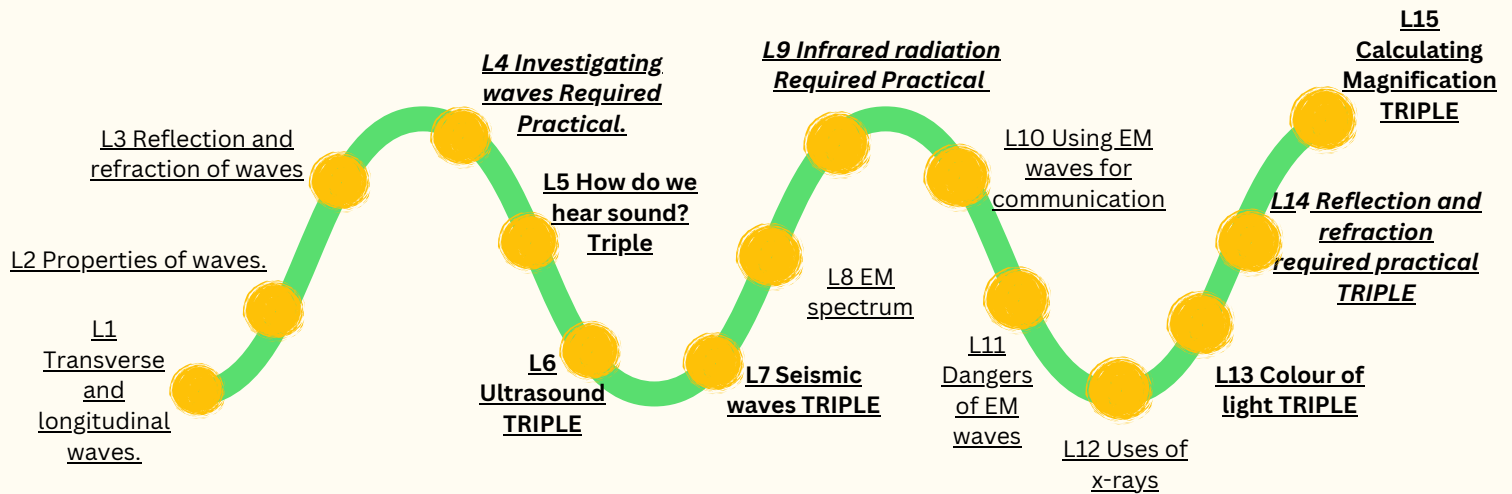 L1
Transverse
and
longitudinal
waves.
L2 Properties of waves.
L3 Reflection and
refraction of waves
L4 Investigating
waves Required
Practical.
L5 How do we
hear sound?
Triple
L6
Ultrasound
TRIPLE
L7 Seismic
waves TRIPLE
L8 EM
spectrum
L9 Infrared radiation
Required Practical
L10 Using EM
waves for
communication
L11
Dangers
of EM
waves
L12 Uses of
x-rays
L13 Colour of
light TRIPLE
L14 Reflection and
refraction
required practical
TRIPLE
L15
Calculating
Magnification
TRIPLE